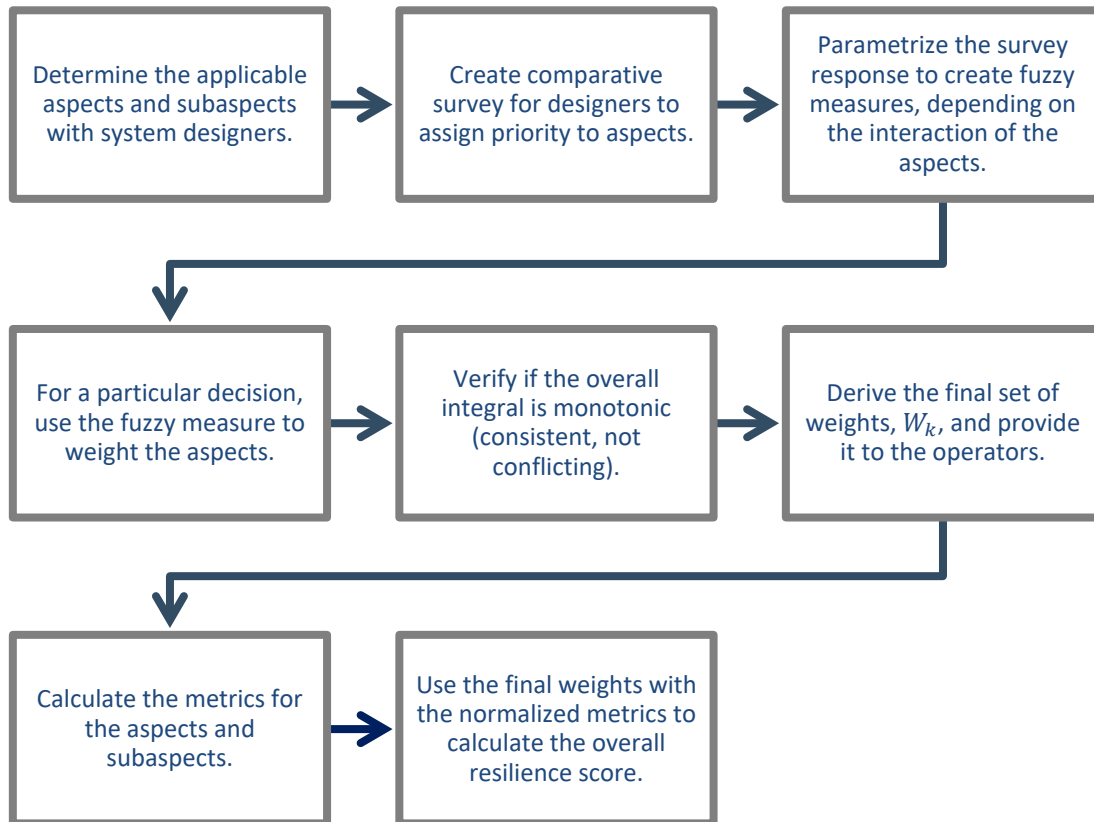 Determine the applicable
aspects and subaspects
with system designers.
Create comparative
survey for designers to
assign priority to aspects.
Parametrize the survey
response to create fuzzy
measures, depending on
the interaction of the
aspects.
For a particular decision,
use the fuzzy measure to
weight the aspects.
Verify if the overall
integral is monotonic
(consistent, not
conflicting).
Derive the final set of
weights, W_k, and provide
it to the operators.
Calculate the metrics for
the aspects and
subaspects.
Use the final weights with
the normalized metrics to
calculate the overall
resilience score.